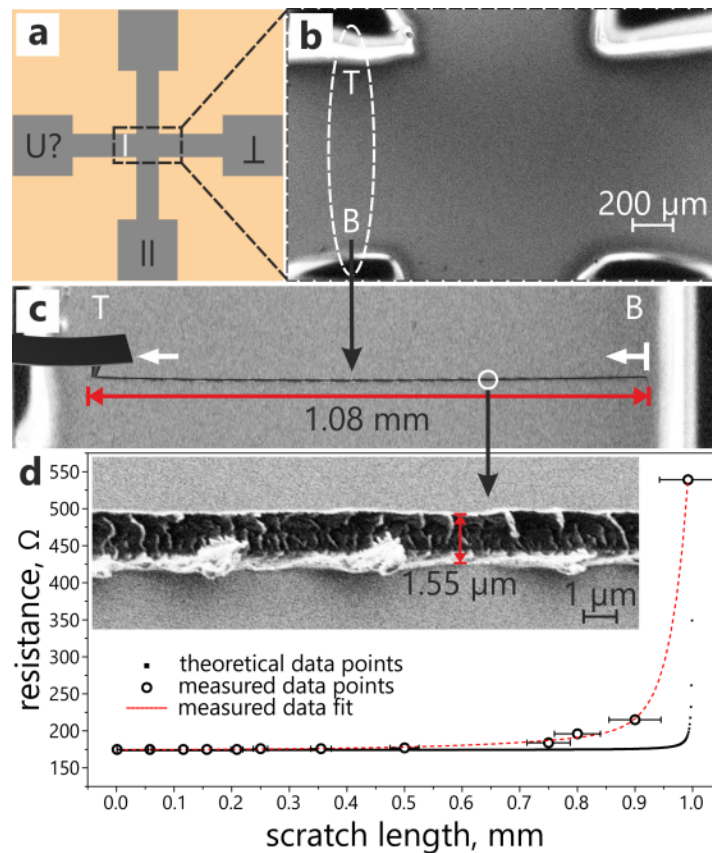 a
U?
⊥
||
b
T
B
200 µm
c
T
B
1.08 mm
d
550
500
450
400
350
300
250
200
150
resistance, Ω
1.55 µm
1 µm
theoretical data points
measured data points
measured data fit
0.0 0.1 0.2 0.3 0.4 0.5 0.6 0.7 0.8 0.9 1.0
scratch length, mm